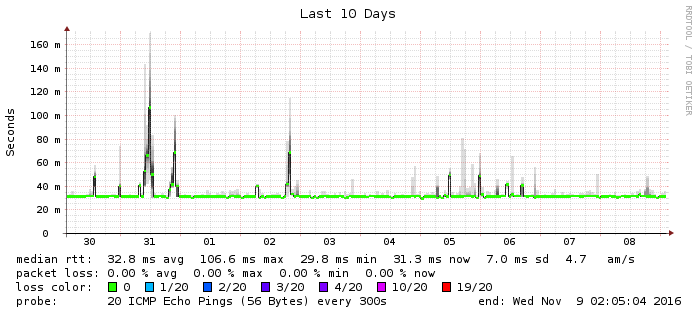 Last 10 Days
RRDTOOL / TOBI OETIKER
Seconds
160 m
140 m
120 m
100 m
80 m
60 m
40 m
20 m
0
30 31 01 02 03 04 05 06 07 08
median rtt: 32.8 ms avg 106.6 ms max 29.8 ms min 31.3 ms now 7.0 ms sd 4.7 am/s
packet loss: 0.00 % avg 0.00 % max 0.00 % min 0.00 % now
loss color: 0 1/20 2/20 3/20 4/20 10/20 19/20
probe: 20 ICMP Echo Pings (56 Bytes) every 300s end: Wed Nov 9 02:05:04 2016